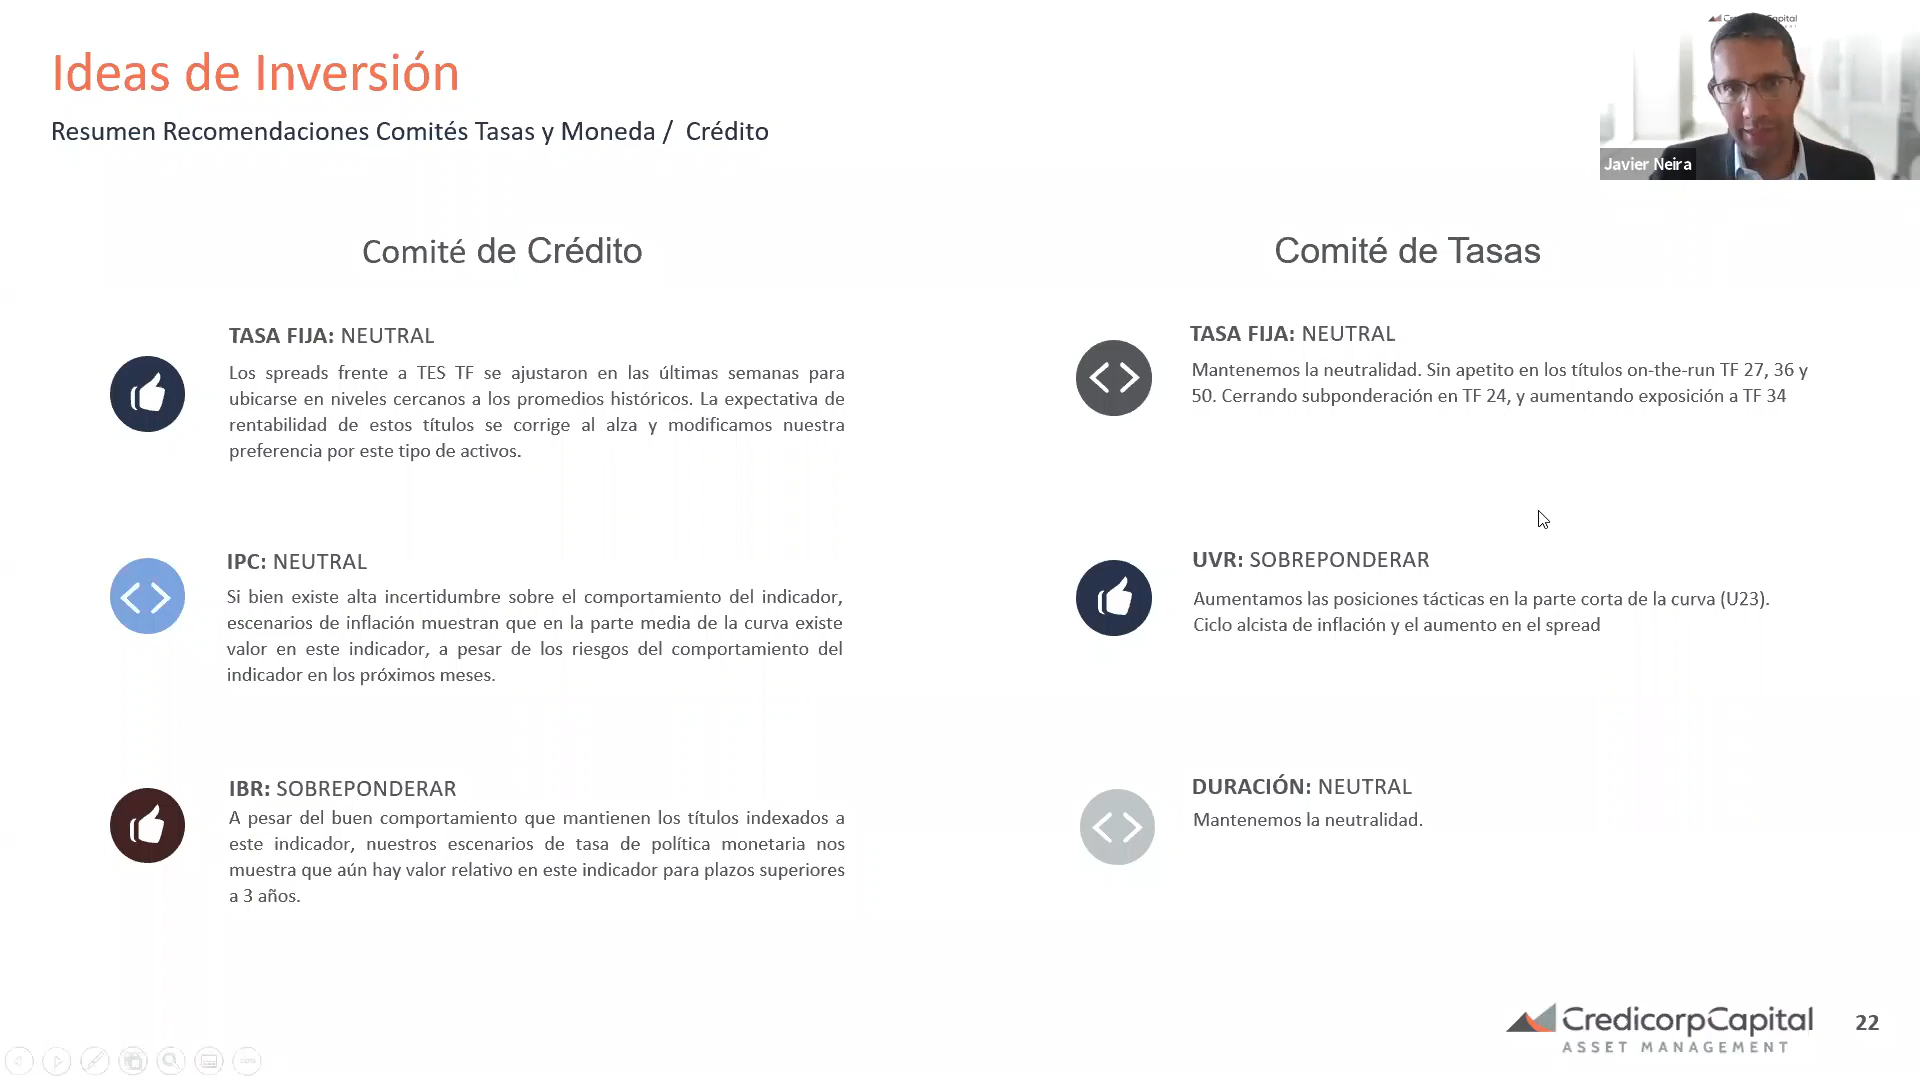 Ideas de Inversión
Resumen Recomendaciones Comités Tasas y Moneda / Crédito
Javier Neira
Comité de Crédito
TASA FIJA: NEUTRAL
Los spreads frente a TES TF se ajustaron en las últimas semanas para
ubicarse en niveles cercanos a los promedios históricos. La expectativa de
rentabilidad de estos títulos se corrige al alza y modificamos nuestra
preferencia por este tipo de activos.
IPC: NEUTRAL
Si bien existe alta incertidumbre sobre el comportamiento del indicador,
escenarios de inflación muestran que en la parte media de la curva existe
valor en este indicador, a pesar de los riesgos del comportamiento del
indicador en los próximos meses.
IBR: SOBREPONDERAR
A pesar del buen comportamiento que mantienen los títulos indexados a
este indicador, nuestros escenarios de tasa de política monetaria nos
muestra que aún hay valor relativo en este indicador para plazos superiores
a 3 años.
Comité de Tasas
TASA FIJA: NEUTRAL
Mantenemos la neutralidad. Sin apetito en los títulos on-the-run TF 27, 36 y
50. Cerrando subponderación en TF 24, y aumentando exposición a TF 34
UVR: SOBREPONDERAR
Aumentamos las posiciones tácticas en la parte corta de la curva (U23).
Ciclo alcista de inflación y el aumento en el spread
DURACIÓN: NEUTRAL
Mantenemos la neutralidad.
CredicorpCapital
ASSET MANAGEMENT
22